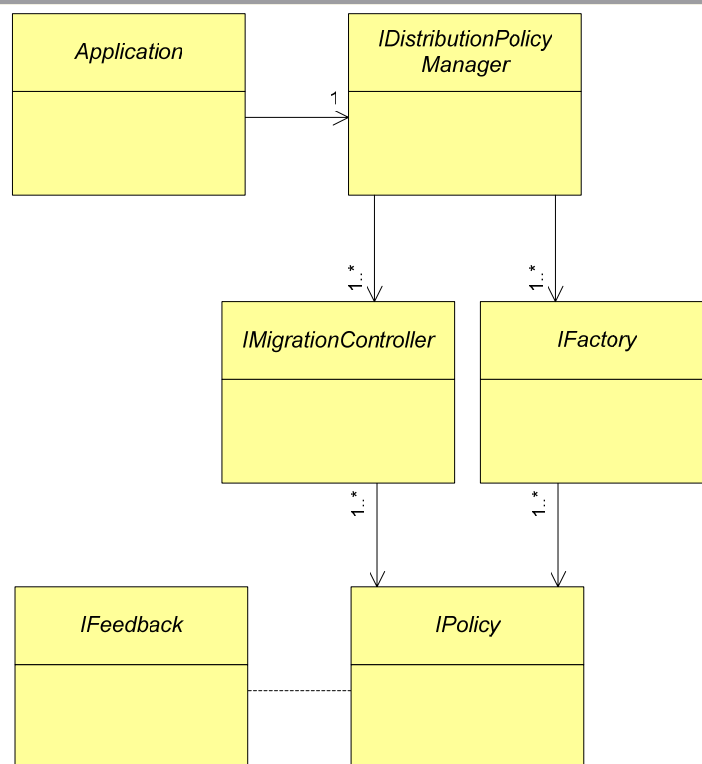 Application
IDistributionPolicy
Manager
1
1..*
1..*
IMigrationController
IFactory
1..*
1..*
IFeedback
IPolicy